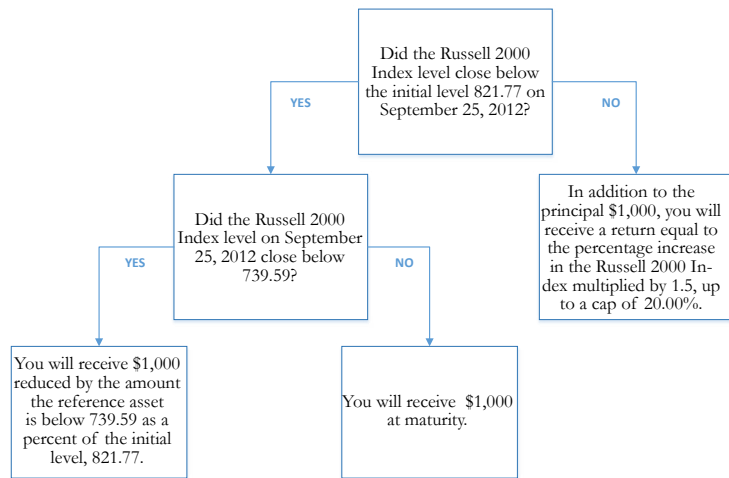 Did the Russell 2000
Index level close below
the initial level 821.77 on
September 25, 2012?
YES
NO
Did the Russell 2000
Index level on September
25, 2012 close below
739.59?
In addition to the
principal $1,000, you will
receive a return equal to
the percentage increase
in the Russell 2000 In-
dex multiplied by 1.5, up
to a cap of 20.00%.
YES
NO
You will receive $1,000
reduced by the amount
the reference asset
is below 739.59 as a
percent of the initial
level, 821.77.
You will receive $1,000
at maturity.